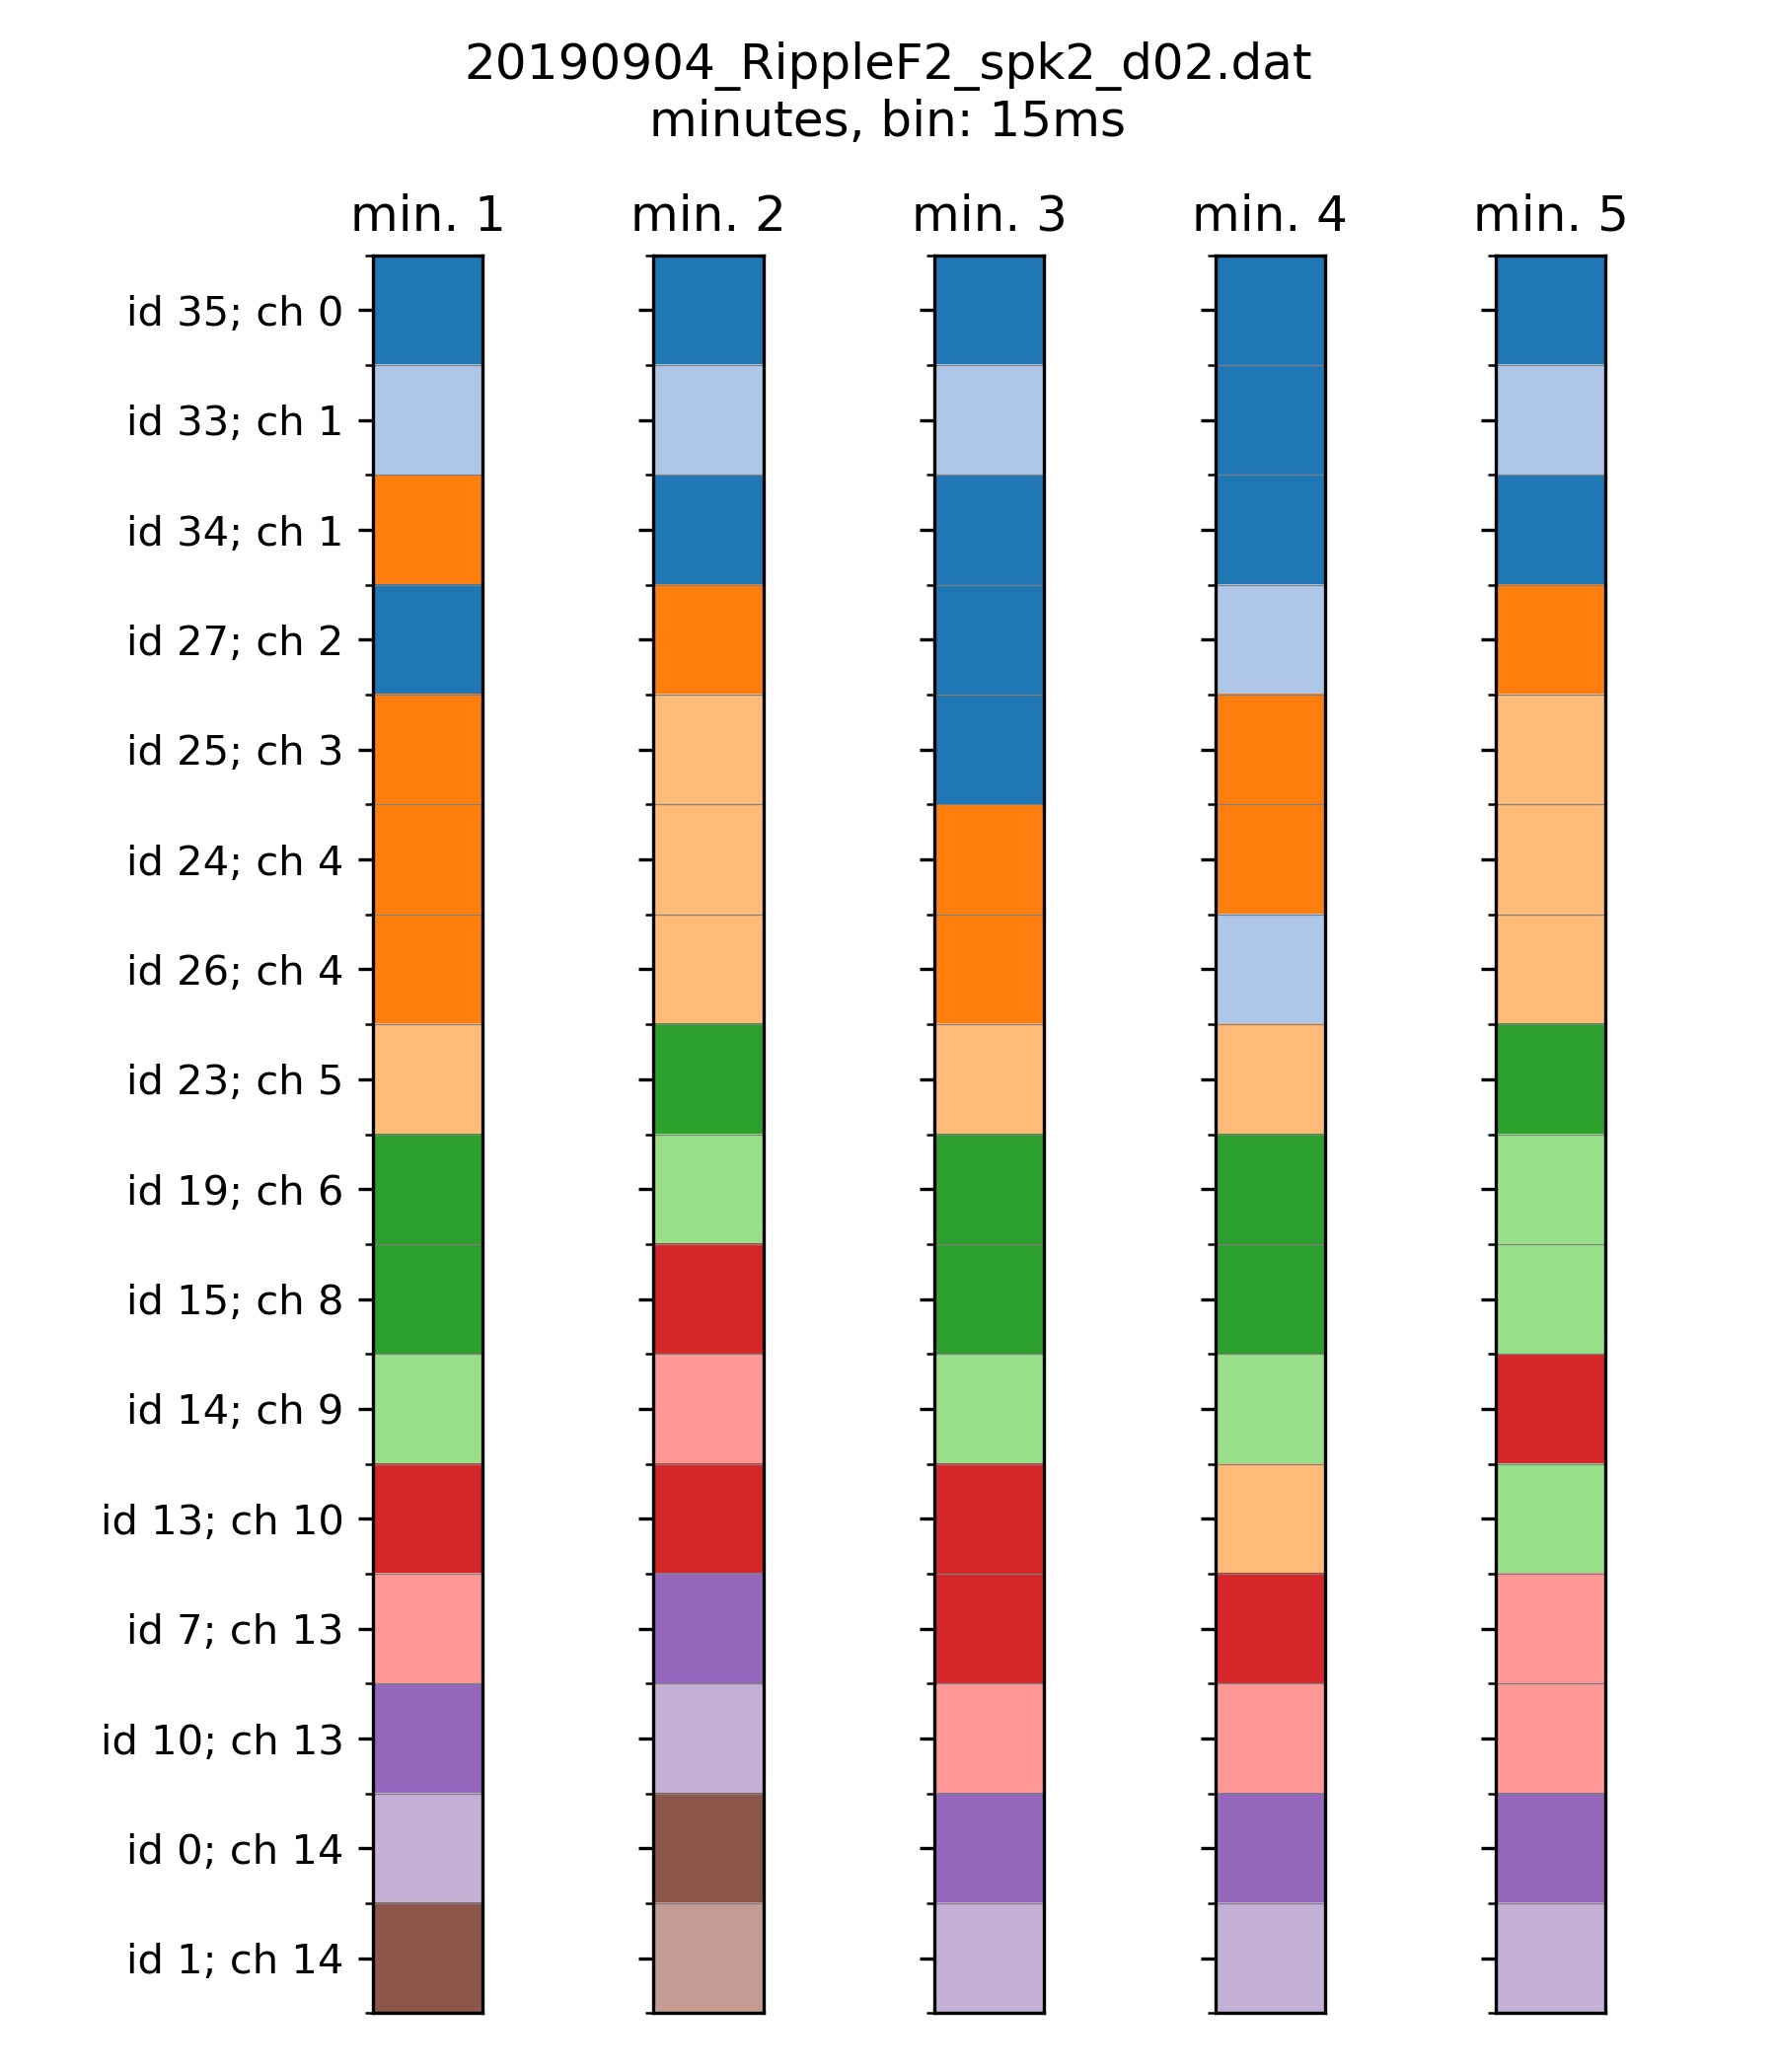 20190904_RippleF2_spk2_d02.dat
minutes, bin: 15ms
min. 1 min. 2 min. 3 min. 4 min. 5
id 35; ch 0
id 33; ch 1
id 34; ch 1
id 27; ch 2
id 25; ch 3
id 24; ch 4
id 26; ch 4
id 23; ch 5
id 19; ch 6
id 15; ch 8
id 14; ch 9
id 13; ch 10
id 7; ch 13
id 10; ch 13
id 0; ch 14
id 1; ch 14